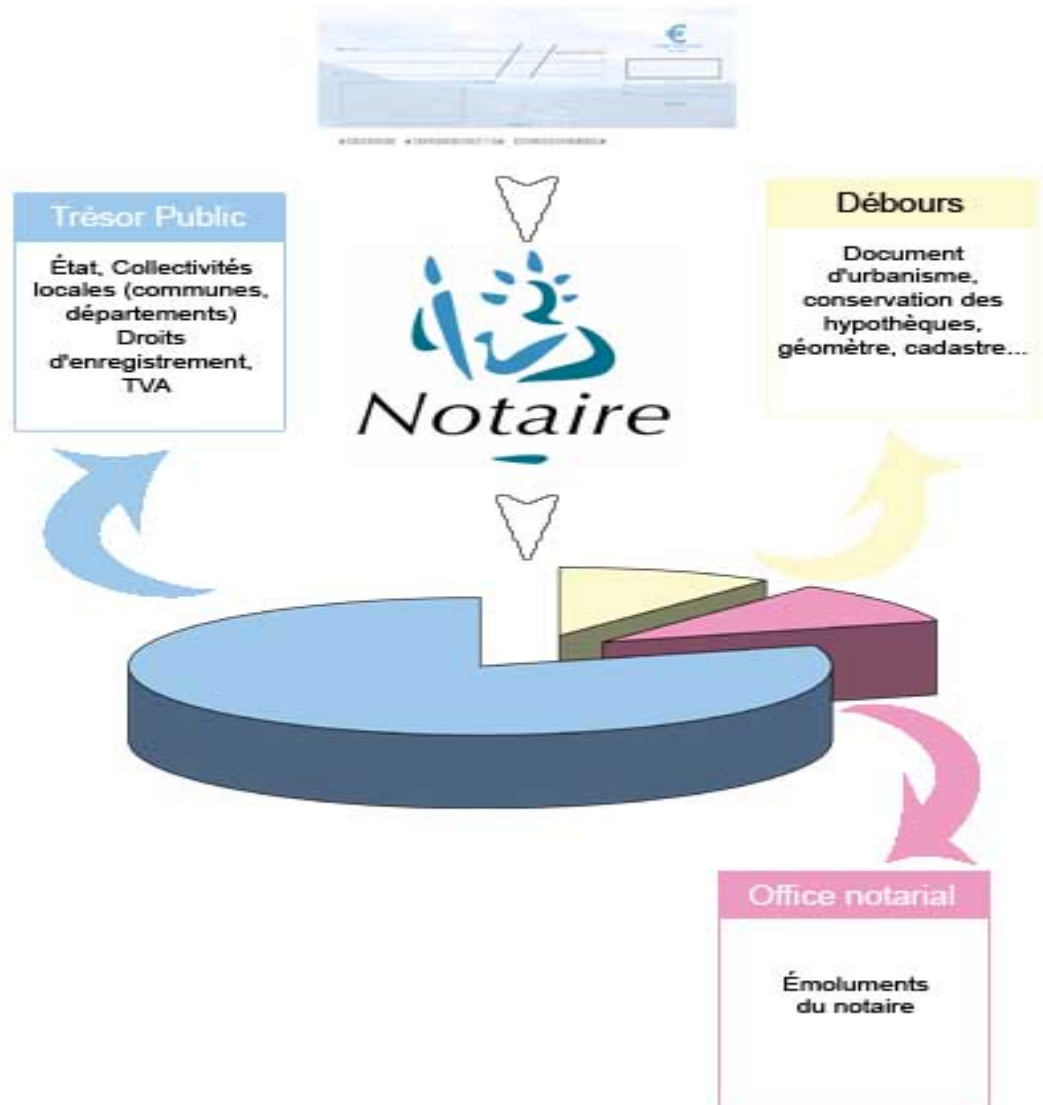 €
Trésor Public
État, Collectivités
locales (communes,
départements)
Droits
d'enregistrement,
TVA
Notaire
Débours
Document
d'urbanisme,
conservation des
hypothèques,
géomètre, cadastre...
Office notarial
Émoluments
du notaire